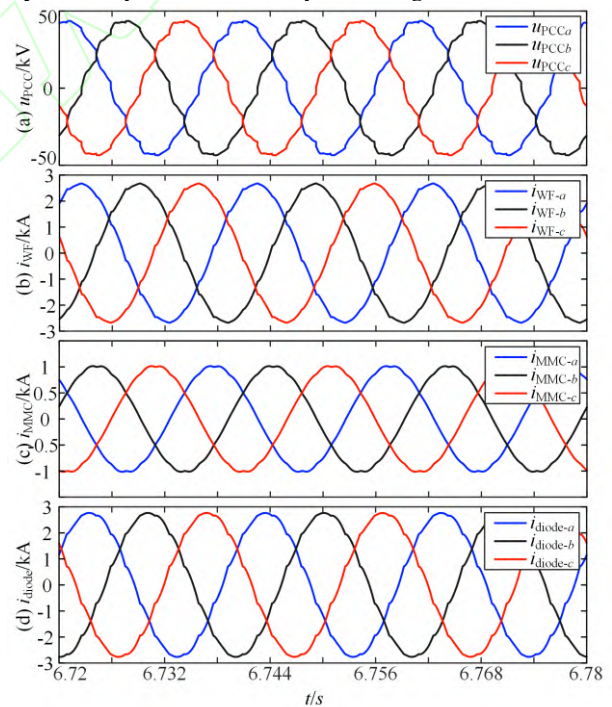 50
0
-50
(a) uPCC/kV
uPCCa
uPCCb
uPCCc
3
2
1
0
-1
-2
-3
(b) iWF/kA
iWF-a
iWF-b
iWF-c
1
0.5
0
-0.5
-1
(c) iMMC/kA
iMMC-a
iMMC-b
iMMC-c
3
2
1
0
-1
-2
-3
(d) idiode/kA
idiode-a
idiode-b
idiode-c
6.72 6.732 6.744 6.756 6.768 6.78
t/s